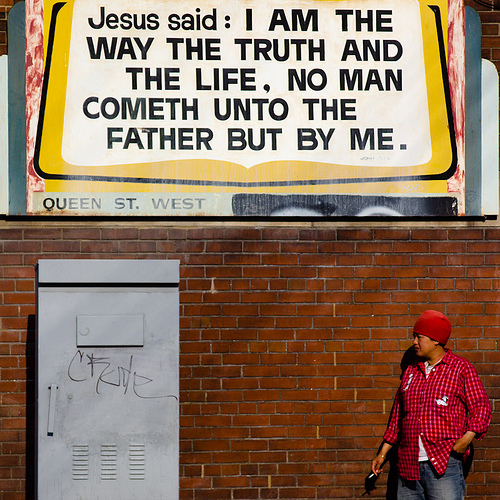 Jesus said: I AM THE
WAY THE TRUTH AND
THE LIFE, NO MAN
COMETH UNTO THE
FATHER BUT BY ME.
QUEEN ST. WEST